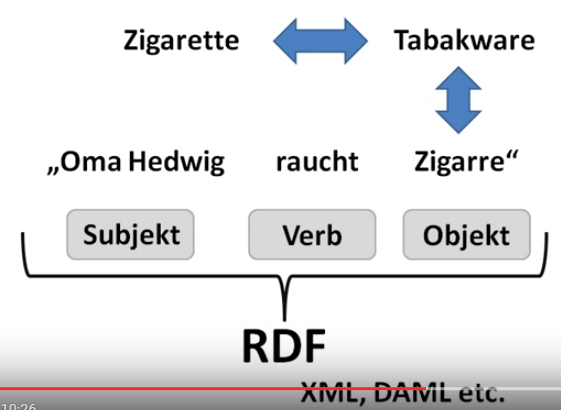 Zigarette Tabakware
„Oma Hedwig raucht Zigarre“
Subjekt Verb Objekt
RDF
XML, DAML etc.
10:26